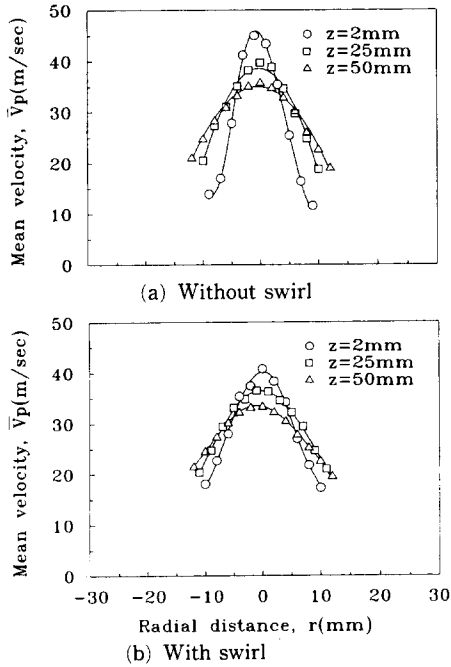 50
40
30
20
10
0
Mean velocity, V̄p(m/sec)
z=2mm
z=25mm
z=50mm
(a) Without swirl
50
40
30
20
10
0
Mean velocity, V̄p(m/sec)
z=2mm
z=25mm
z=50mm
-30 -20 -10 0 10 20 30
Radial distance, r(mm)
(b) With swirl